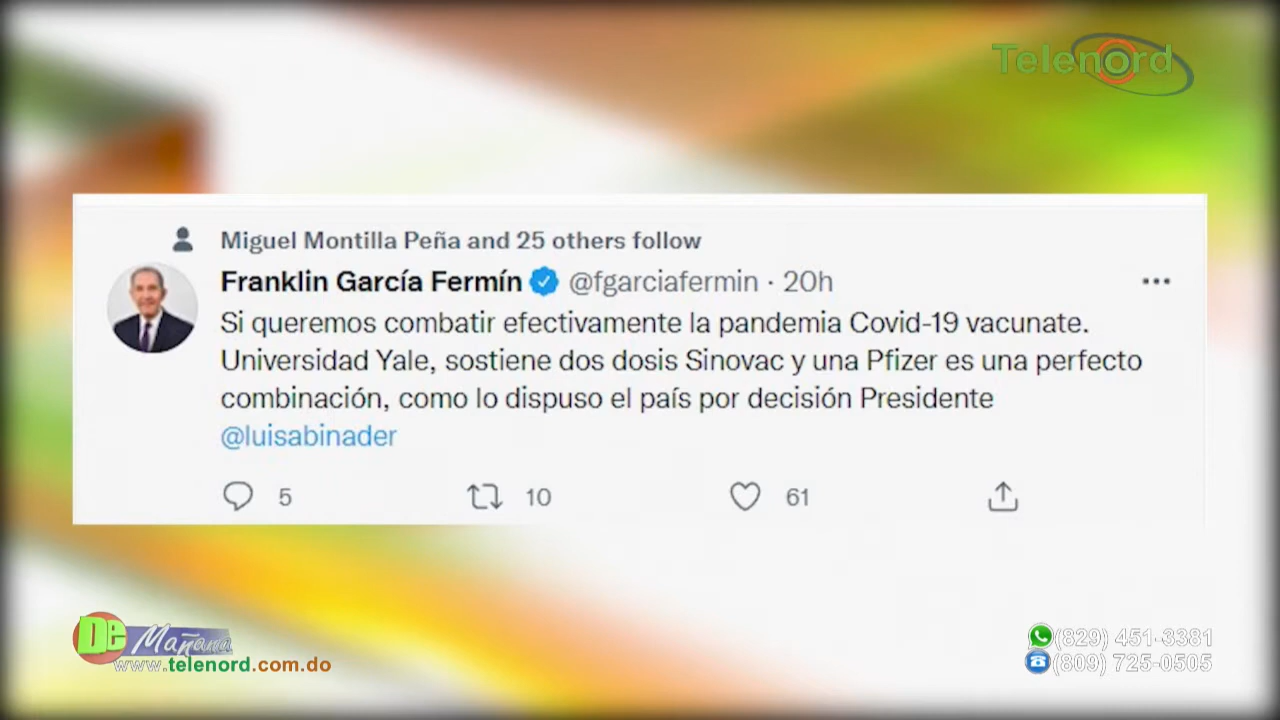 Telenord
Miguel Montilla Peña and 25 others follow
Franklin García Fermín @fgarciafermin · 20h
Si queremos combatir efectivamente la pandemia Covid-19 vacunate.
Universidad Yale, sostiene dos dosis Sinovac y una Pfizer es una perfecto
combinación, como lo dispuso el país por decisión Presidente
@luisabinader
5 10 61
De Mañana
www.telenord.com.do
(829) 451-3381
(809) 725-0505